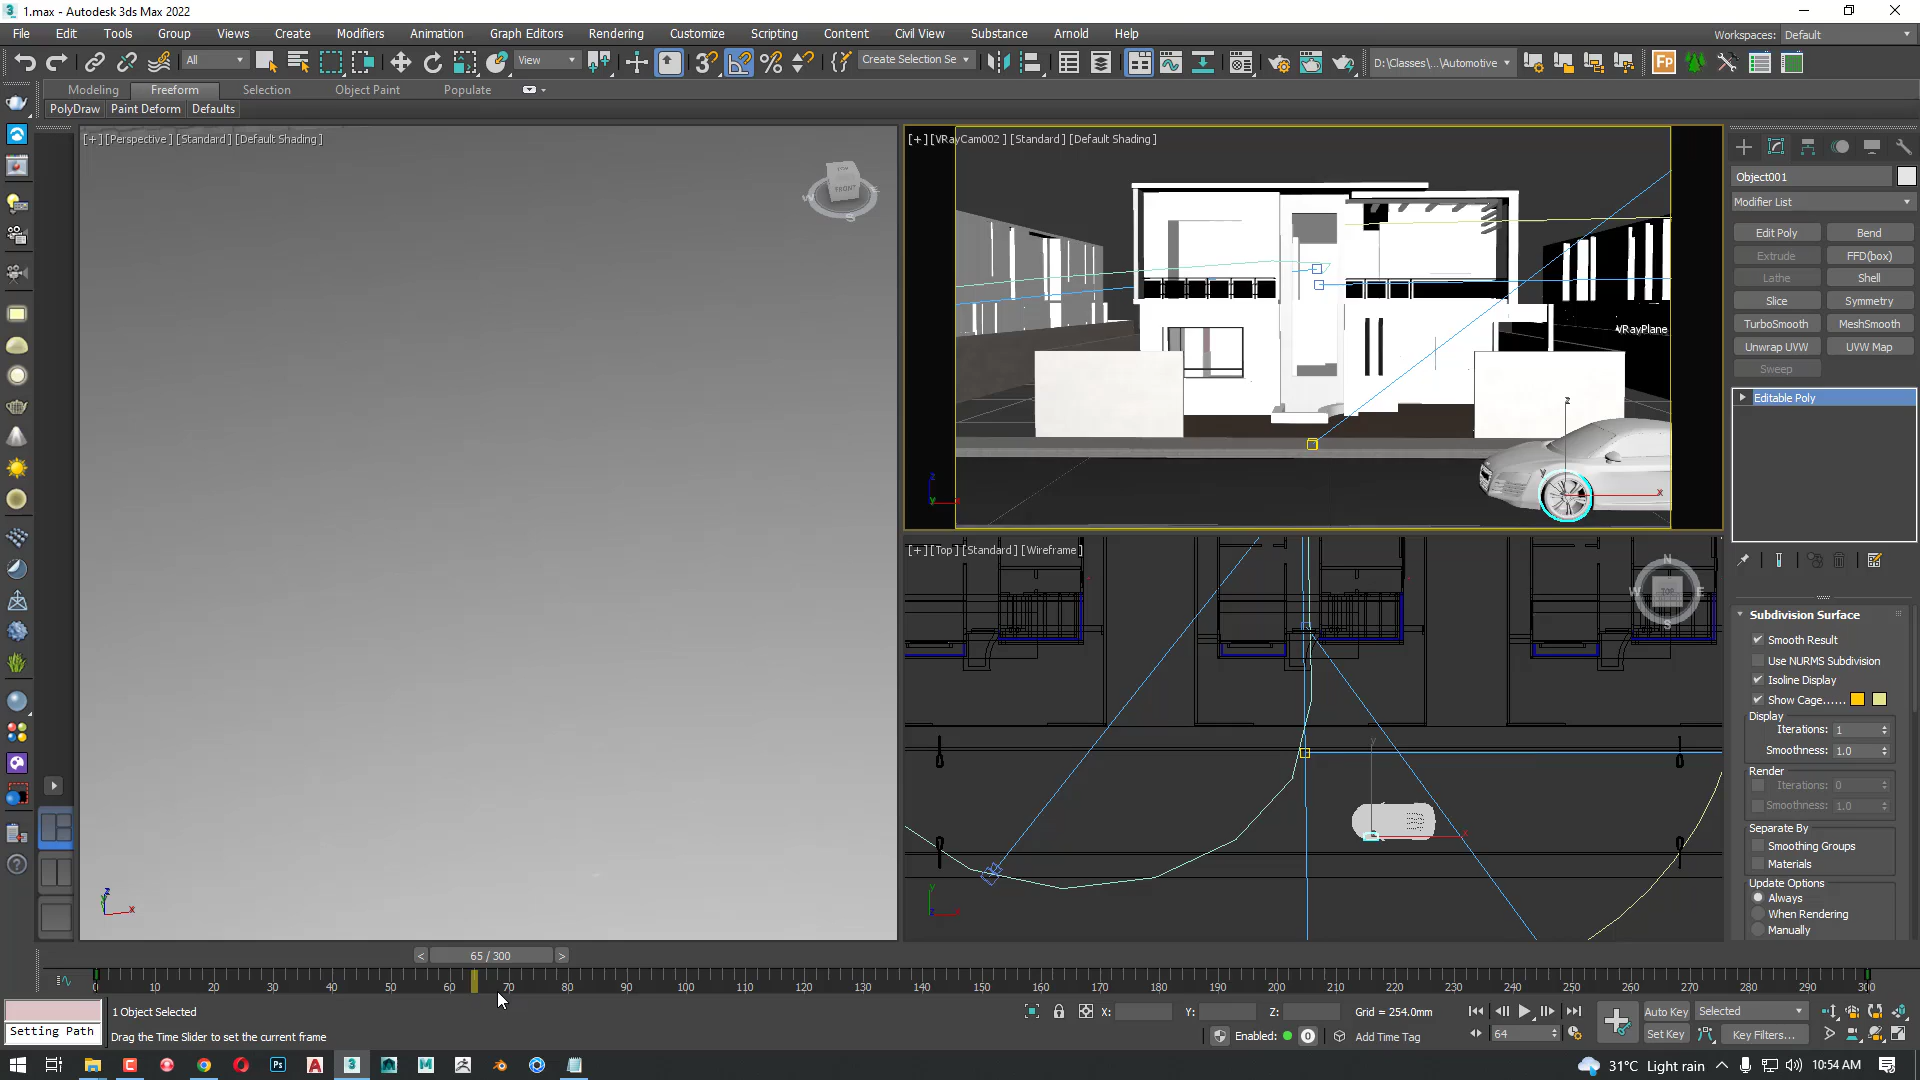 1.max - Autodesk 3ds Max 2022
File Edit Tools Group Views Create Modifiers Animation Graph Editors Rendering Customize Scripting Content Civil View Substance Arnold Help
Workspaces: Default
All View Create Selection Se D:\Classes\...\Automotive
Modeling Freeform Selection Object Paint Populate
PolyDraw Paint Deform Defaults
[+] [Perspective] [Standard] [Default Shading]
[+] [VRayCam002] [Standard] [Default Shading]
TOP
FRONT
W
S
VRayPlane
z
y
x
Object001
Modifier List
Edit Poly Bend
Extrude FFD(box)
Lathe Shell
Slice Symmetry
TurboSmooth MeshSmooth
Unwrap UVW UVW Map
Sweep
Editable Poly
[+] [Top] [Standard] [Wireframe]
N
W TOP E
S
Subdivision Surface
Smooth Result
Use NURMS Subdivision
Isoline Display
Show Cage......
Display
Iterations: 1
Smoothness: 1.0
Render
Iterations: 0
Smoothness: 1.0
Separate By
Smoothing Groups
Materials
Update Options
Always
When Rendering
Manually
z
x
y
x
< 65 / 300 >
0 10 20 30 40 50 60 70 80 90 100 110 120 130 140 150 160 170 180 190 200 210 220 230 240 250 260 270 280 290 300
1 Object Selected
X: Y: Z: Grid = 254.0mm
Auto Key Selected
Setting Path
Drag the Time Slider to set the current frame
Enabled: 0 Add Time Tag
64
Set Key Key Filters...
31°C Light rain
10:54 AM